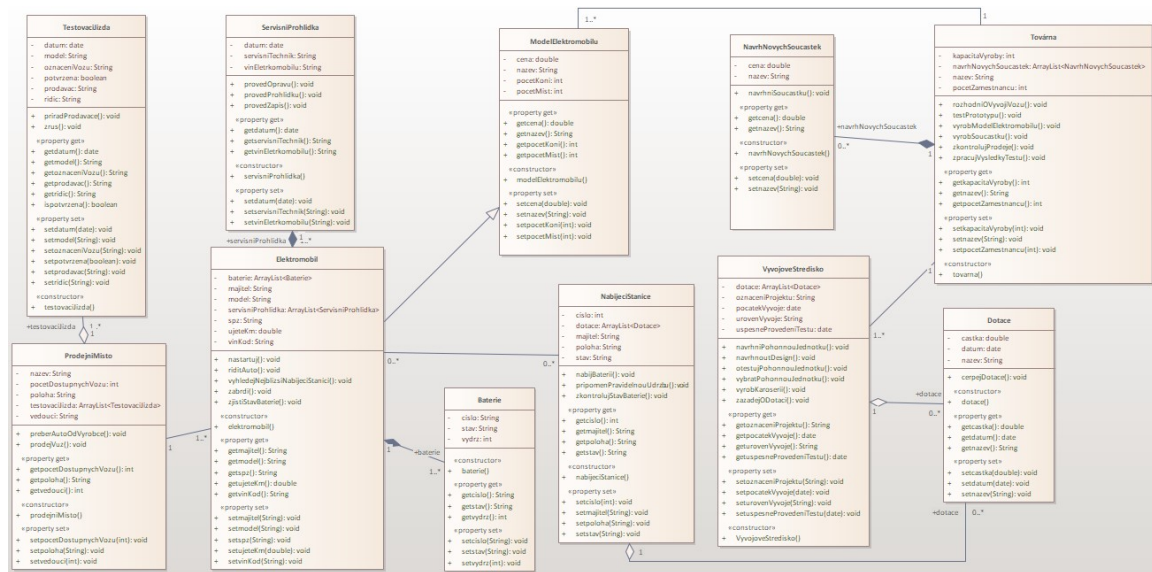 TestovaciJizda
- datum: date
- model: String
- oznaceniVozu: String
- potvrzena: boolean
- prodavac: String
- ridic: String
+ priradProdavace(): void
+ zrus(): void
«property get»
+ getdatum(): date
+ getmodel(): String
+ getoznaceniVozu(): String
+ getprodavac(): String
+ getridic(): String
+ ispotvrzena(): boolean
«property set»
+ setdatum(date): void
+ setmodel(String): void
+ setoznaceniVozu(String): void
+ setpotvrzena(boolean): void
+ setprodavac(String): void
+ setridic(String): void
«constructor»
+ testovaciJizda()
ServisniProhlidka
- datum: date
- servisniTechnik: String
- vinEletrkomobilu: String
+ provedOpravu(): void
+ provedProhlidku(): void
+ provedZapis(): void
«property get»
+ getdatum(): date
+ getservisniTechnik(): String
+ getvinEletrkomobilu(): String
«constructor»
+ servisniProhlidka()
«property set»
+ setdatum(date): void
+ setservisniTechnik(String): void
+ setvinEletrkomobilu(String): void
ModelElektromobilu
- cena: double
- nazev: String
- pocetKoni: int
- pocetMist: int
«property get»
+ getcena(): double
+ getnazev(): String
+ getpocetKoni(): int
+ getpocetMist(): int
«constructor»
+ modelElektromobilu()
«property set»
+ setcena(double): void
+ setnazev(String): void
+ setpocetKoni(int): void
+ setpocetMist(int): void
1..*
1
NavrhNovychSoucastek
- cena: double
- nazev: String
+ navrhniSoucastku(): void
«property get»
+ getcena(): double
+ getnazev(): String
«constructor»
+ navrhNovychSoucastek()
«property set»
+ setcena(double): void
+ setnazev(String): void
+navrhNovychSoucastek
0..*
1
Továrna
- kapacitaVyroby: int
- navrhNovychSoucastek: ArrayList<NavrhNovychSoucastek>
- nazev: String
- pocetZamestnancu: int
+ rozhodniOVyvojiVozu(): void
+ testPrototypu(): void
+ vyrobModelElektromobilu(): void
+ vyrobSoucastku(): void
+ zkontrolujProdeje(): void
+ zpracujVysledkyTestu(): void
«property get»
+ getkapacitaVyroby(): int
+ getnazev(): String
+ getpocetZamestnancu(): int
«property set»
+ setkapacitaVyroby(int): void
+ setnazev(String): void
+ setpocetZamestnancu(int): void
«constructor»
+ tovarna()
1
1..*
+servisniProhlidka
1
1..*
Elektromobil
- baterie: ArrayList<Baterie>
- majitel: String
- model: String
- servisniProhlidka: ArrayList<ServisniProhlidka>
- spz: String
- ujeteKm: double
- vinKod: String
+ nastartuj(): void
+ riditAuto(): void
+ vyhledejNejblizsiNabijeciStanici(): void
+ zabrdi(): void
+ zjistiStavBaterie(): void
«constructor»
+ elektromobil()
«property get»
+ getmajitel(): String
+ getmodel(): String
+ getspz(): String
+ getujeteKm(): double
+ getvinKod(): String
«property set»
+ setmajitel(String): void
+ setmodel(String): void
+ setspz(String): void
+ setujeteKm(double): void
+ setvinKod(String): void
+testovaciJizda
1..*
1
ProdejniMisto
- nazev: String
- pocetDostupnychVozu: int
- poloha: String
- testovaciJizda: ArrayList<TestovaciJizda>
- vedouci: String
+ preberAutoOdVyrobce(): void
+ prodejVuz(): void
«property get»
+ getpocetDostupnychVozu(): int
+ getpoloha(): String
+ getvedouci(): int
«constructor»
+ prodejniMisto()
«property set»
+ setpocetDostupnychVozu(int): void
+ setpoloha(String): void
+ setvedouci(int): void
1
1..*
0..*
0..*
1
+baterie
1..*
Baterie
- cislo: String
- stav: String
- vydrz: int
«constructor»
+ baterie()
«property get»
+ getcislo(): String
+ getstav(): String
+ getvydrz(): int
«property set»
+ setcislo(String): void
+ setstav(String): void
+ setvydrz(int): void
NabijeciStanice
- cislo: int
- dotace: ArrayList<Dotace>
- majitel: String
- poloha: String
- stav: String
+ nabijBaterii(): void
+ pripomenPravidelnouUdrzbu(): void
+ zkontrolujStavBaterie(): void
«property get»
+ getcislo(): int
+ getmajitel(): String
+ getpoloha(): String
+ getstav(): String
«constructor»
+ nabijeciStanice()
«property set»
+ setcislo(int): void
+ setmajitel(String): void
+ setpoloha(String): void
+ setstav(String): void
1
VyvojoveStredisko
- dotace: ArrayList<Dotace>
- oznaceniProjektu: String
- pocatekVyvoje: date
- urovenVyvoje: String
- uspesneProvedeniTestu: date
+ navrhniPohonnouJednotku(): void
+ navrhnoutDesign(): void
+ otestujPohonnouJednotku(): void
+ vybratPohonnouJednotku(): void
+ vyrobKaroserii(): void
+ zazadejODotaci(): void
«property get»
+ getoznaceniProjektu(): String
+ getpocatekVyvoje(): date
+ geturovenVyvoje(): String
+ getuspesneProvedeniTestu(): date
«property set»
+ setoznaceniProjektu(String): void
+ setpocatekVyvoje(date): void
+ seturovenVyvoje(String): void
+ setuspesneProvedeniTestu(date): void
«constructor»
+ VyvojoveStredisko()
1
+dotace
0..*
Dotace
- castka: double
- datum: date
- nazev: String
+ cerpejDotace(): void
«constructor»
+ dotace()
«property get»
+ getcastka(): double
+ getdatum(): date
+ getnazev(): String
«property set»
+ setcastka(double): void
+ setdatum(date): void
+ setnazev(String): void
+dotace
0..*